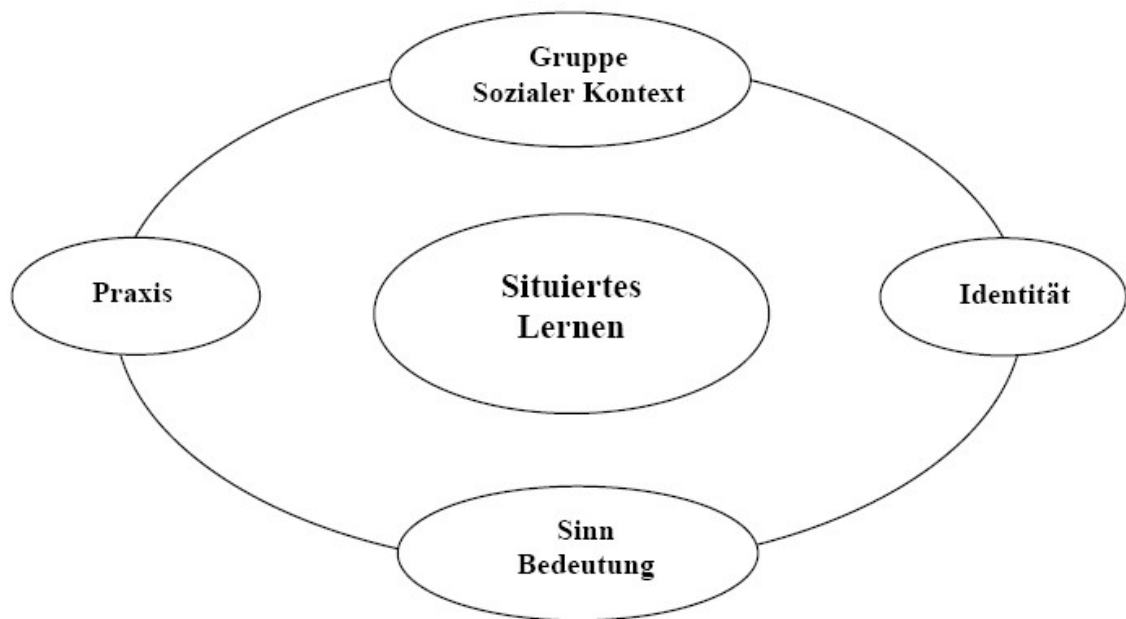 Gruppe
Sozialer Kontext
Praxis
Situiertes
Lernen
Identität
Sinn
Bedeutung